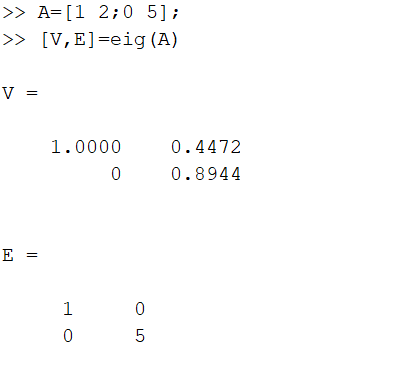 >> A=[1 2;0 5];
>> [V,E]=eig(A)
V =
1.0000 0.4472
0 0.8944
E =
1 0
0 5